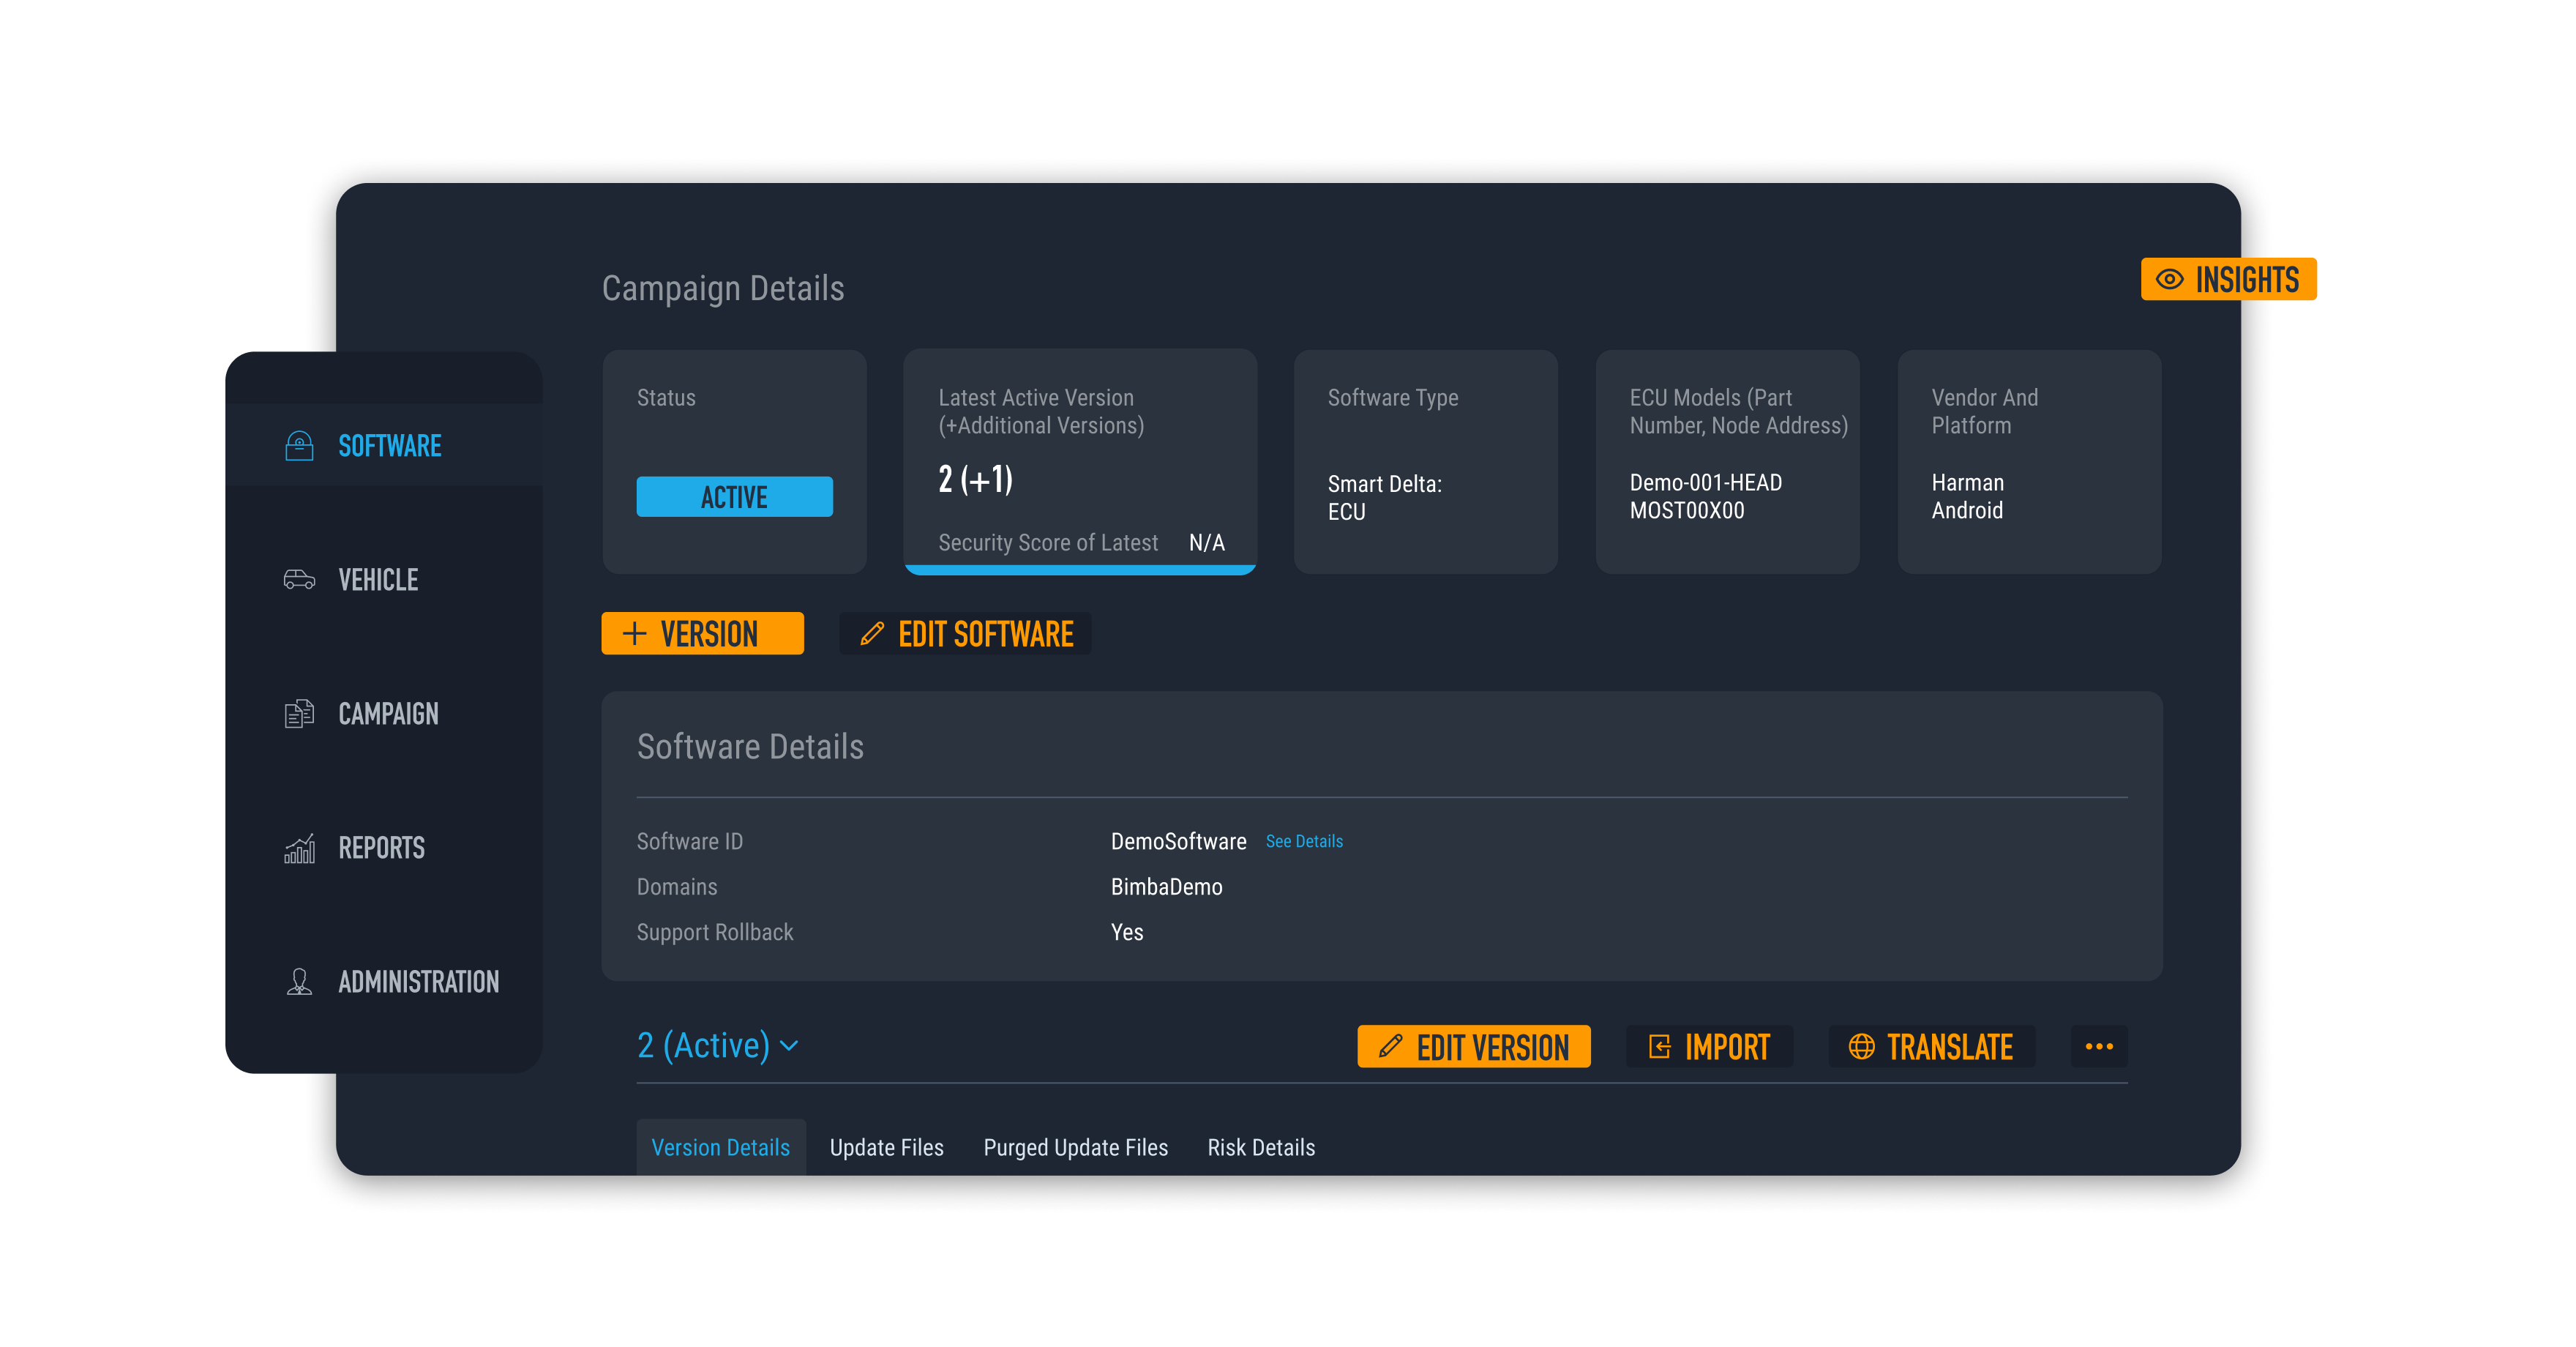 Campaign Details
INSIGHTS
SOFTWARE
VEHICLE
CAMPAIGN
REPORTS
ADMINISTRATION
Status
ACTIVE
Latest Active Version
(+Additional Versions)
2 (+1)
Security Score of Latest N/A
Software Type
Smart Delta:
ECU
ECU Models (Part
Number, Node Address)
Demo-001-HEAD
MOST00X00
Vendor And
Platform
Harman
Android
+ VERSION
EDIT SOFTWARE
Software Details
Software ID DemoSoftware See Details
Domains BimbaDemo
Support Rollback Yes
2 (Active)
EDIT VERSION
IMPORT
TRANSLATE
Version Details Update Files Purged Update Files Risk Details